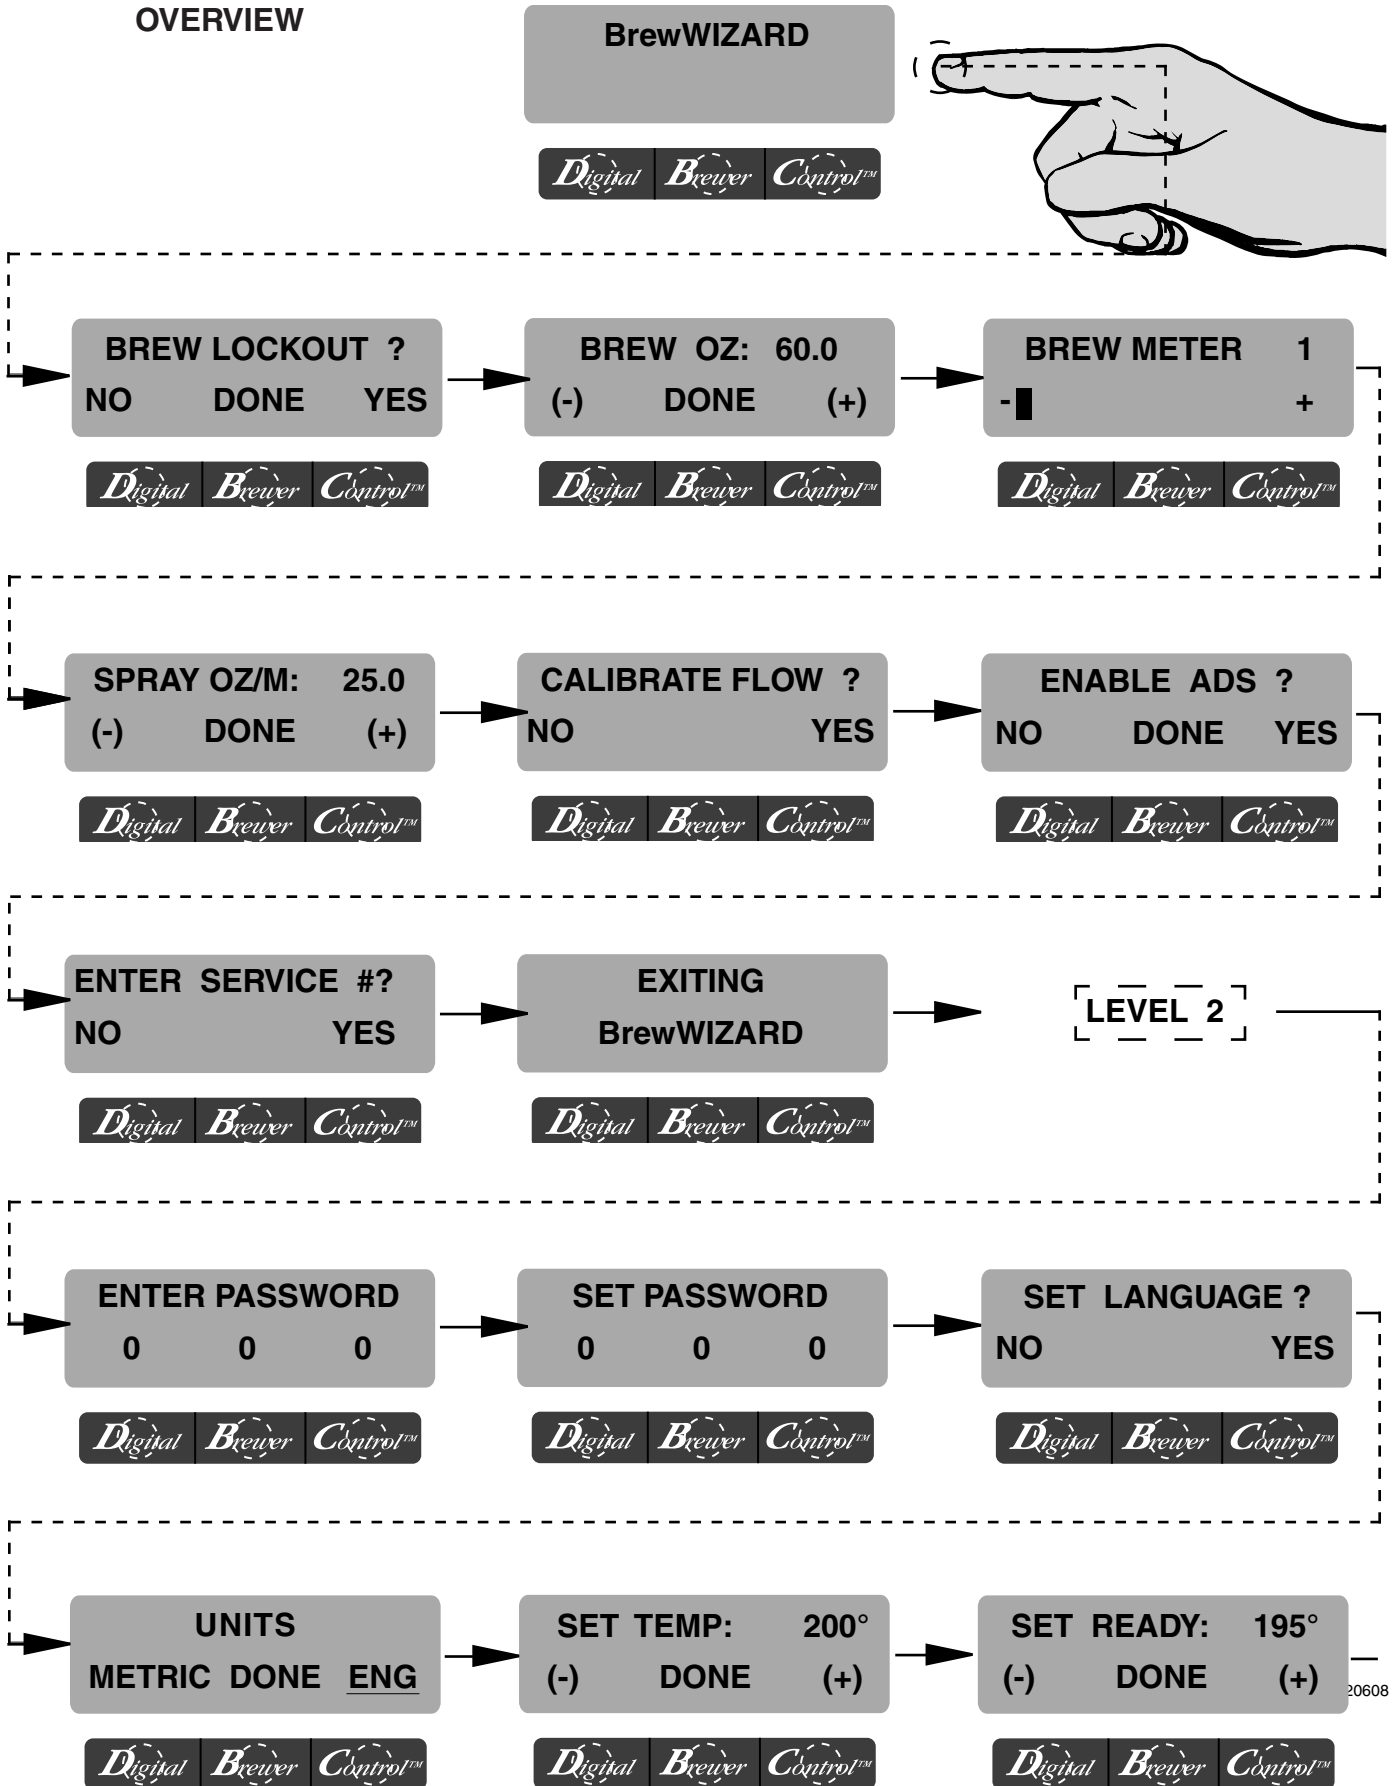 OVERVIEW
BrewWIZARD
Digital Brewer Control™
BREW LOCKOUT ?
NO DONE YES
Digital Brewer Control™
BREW OZ: 60.0
(-) DONE (+)
Digital Brewer Control™
BREW METER 1
- +
Digital Brewer Control™
SPRAY OZ/M: 25.0
(-) DONE (+)
Digital Brewer Control™
CALIBRATE FLOW ?
NO YES
Digital Brewer Control™
ENABLE ADS ?
NO DONE YES
Digital Brewer Control™
ENTER SERVICE #?
NO YES
Digital Brewer Control™
EXITING
BrewWIZARD
Digital Brewer Control™
LEVEL 2
ENTER PASSWORD
0 0 0
Digital Brewer Control™
SET PASSWORD
0 0 0
Digital Brewer Control™
SET LANGUAGE ?
NO YES
Digital Brewer Control™
UNITS
METRIC DONE ENG
Digital Brewer Control™
SET TEMP: 200°
(-) DONE (+)
Digital Brewer Control™
SET READY: 195°
(-) DONE (+)
Digital Brewer Control™
20608